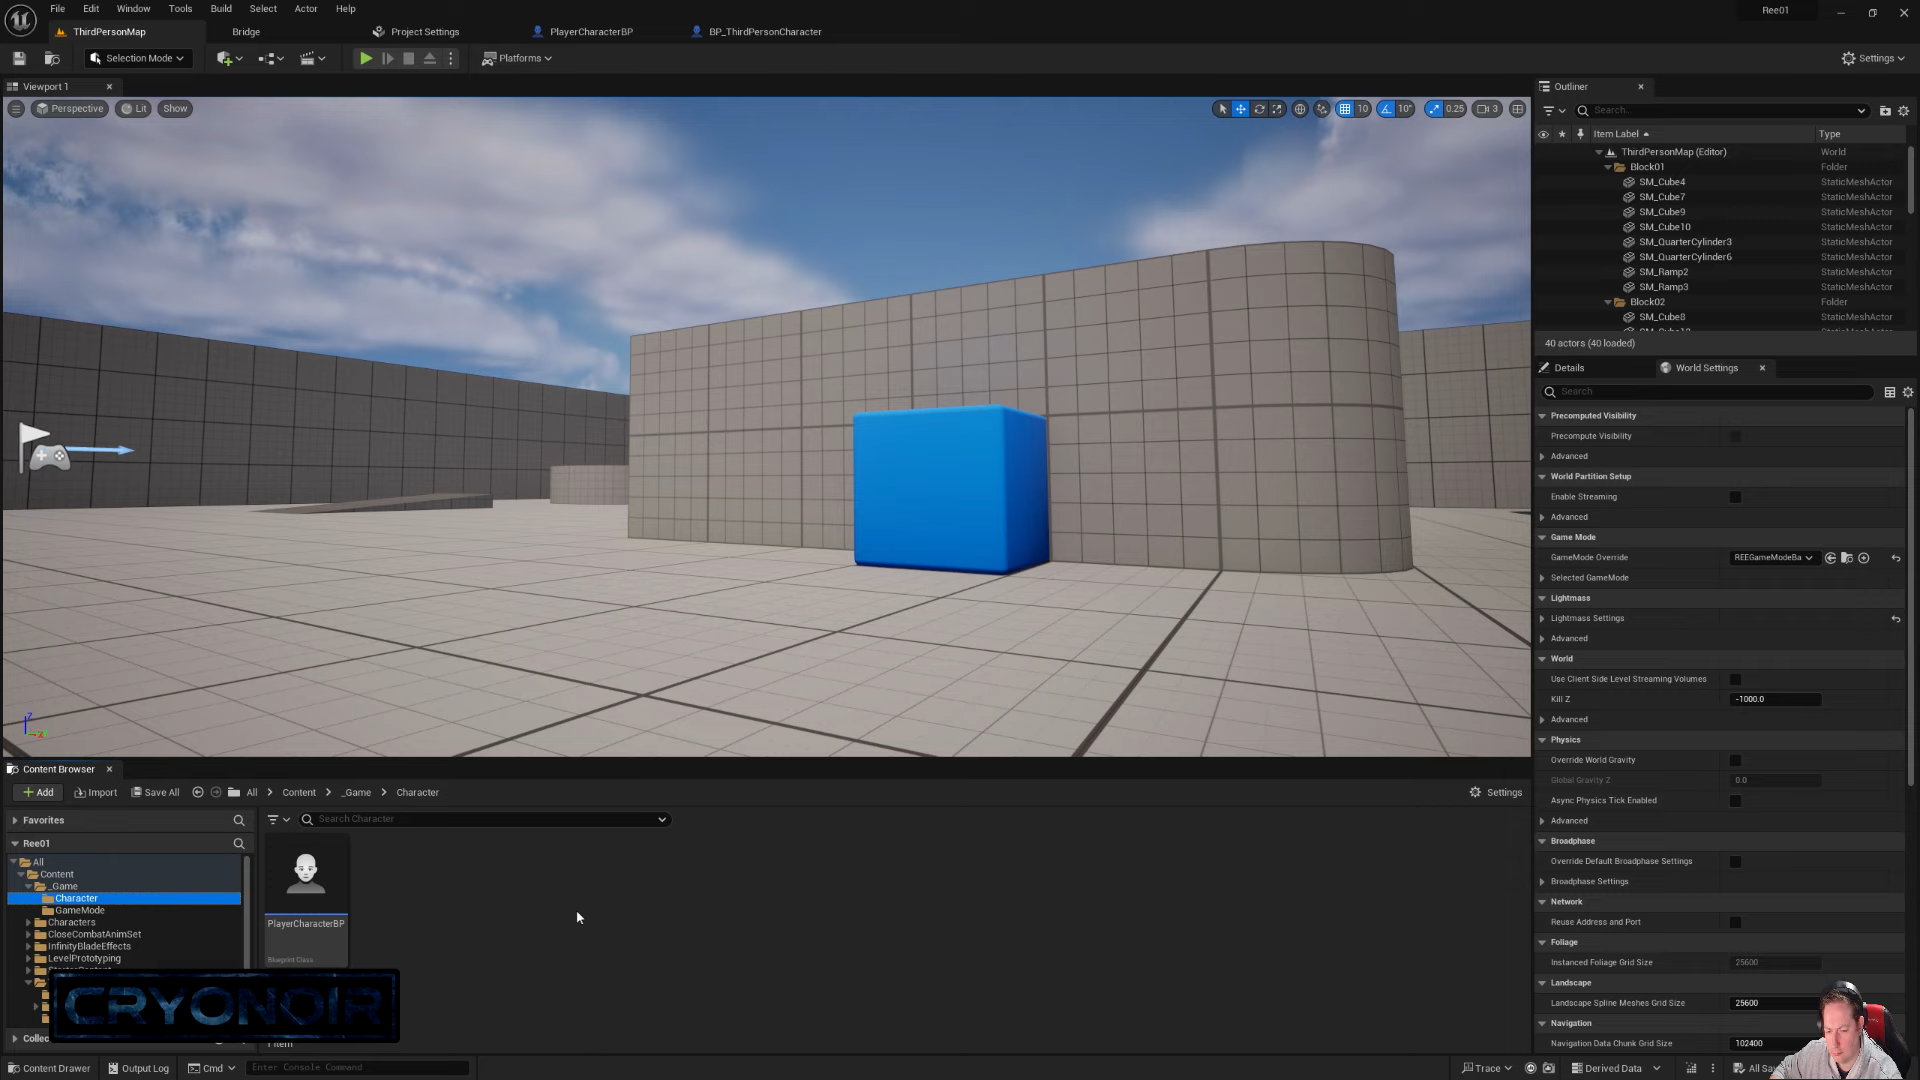 File Edit Window Tools Build Select Actor Help
Ree01
ThirdPersonMap Bridge Project Settings PlayerCharacterBP BP_ThirdPersonCharacter
Selection Mode Platforms Settings
Viewport 1
Perspective Lit Show
10 10° 0.25 3
Outliner
Search...
Item Label Type
ThirdPersonMap (Editor) World
Block01 Folder
SM_Cube4 StaticMeshActor
SM_Cube7 StaticMeshActor
SM_Cube9 StaticMeshActor
SM_Cube10 StaticMeshActor
SM_QuarterCylinder3 StaticMeshActor
SM_QuarterCylinder6 StaticMeshActor
SM_Ramp2 StaticMeshActor
SM_Ramp3 StaticMeshActor
Block02 Folder
SM_Cube8 StaticMeshActor
40 actors (40 loaded)
Details World Settings
Search
Precomputed Visibility
Precompute Visibility
Advanced
World Partition Setup
Enable Streaming
Advanced
Game Mode
GameMode Override REEGameModeBa
Selected GameMode
Lightmass
Lightmass Settings
Advanced
World
Use Client Side Level Streaming Volumes
Kill Z -1000.0
Advanced
Physics
Override World Gravity
Global Gravity Z 0.0
Async Physics Tick Enabled
Advanced
Broadphase
Override Default Broadphase Settings
Broadphase Settings
Network
Reuse Address and Port
Foliage
Instanced Foliage Grid Size 25600
Landscape
Landscape Spline Meshes Grid Size 25600
Navigation
Navigation Data Chunk Grid Size 102400
Z
Content Browser
Add Import Save All All Content _Game Character Settings
Favorites
Search Character
Ree01
All
Content
_Game
Character
GameMode
Characters
CloseCombatAnimSet
InfinityBladeEffects
LevelPrototyping
PlayerCharacterBP
Blueprint Class
CRYONOIR
Content Drawer Output Log Cmd Enter Console Command
Trace Derived Data